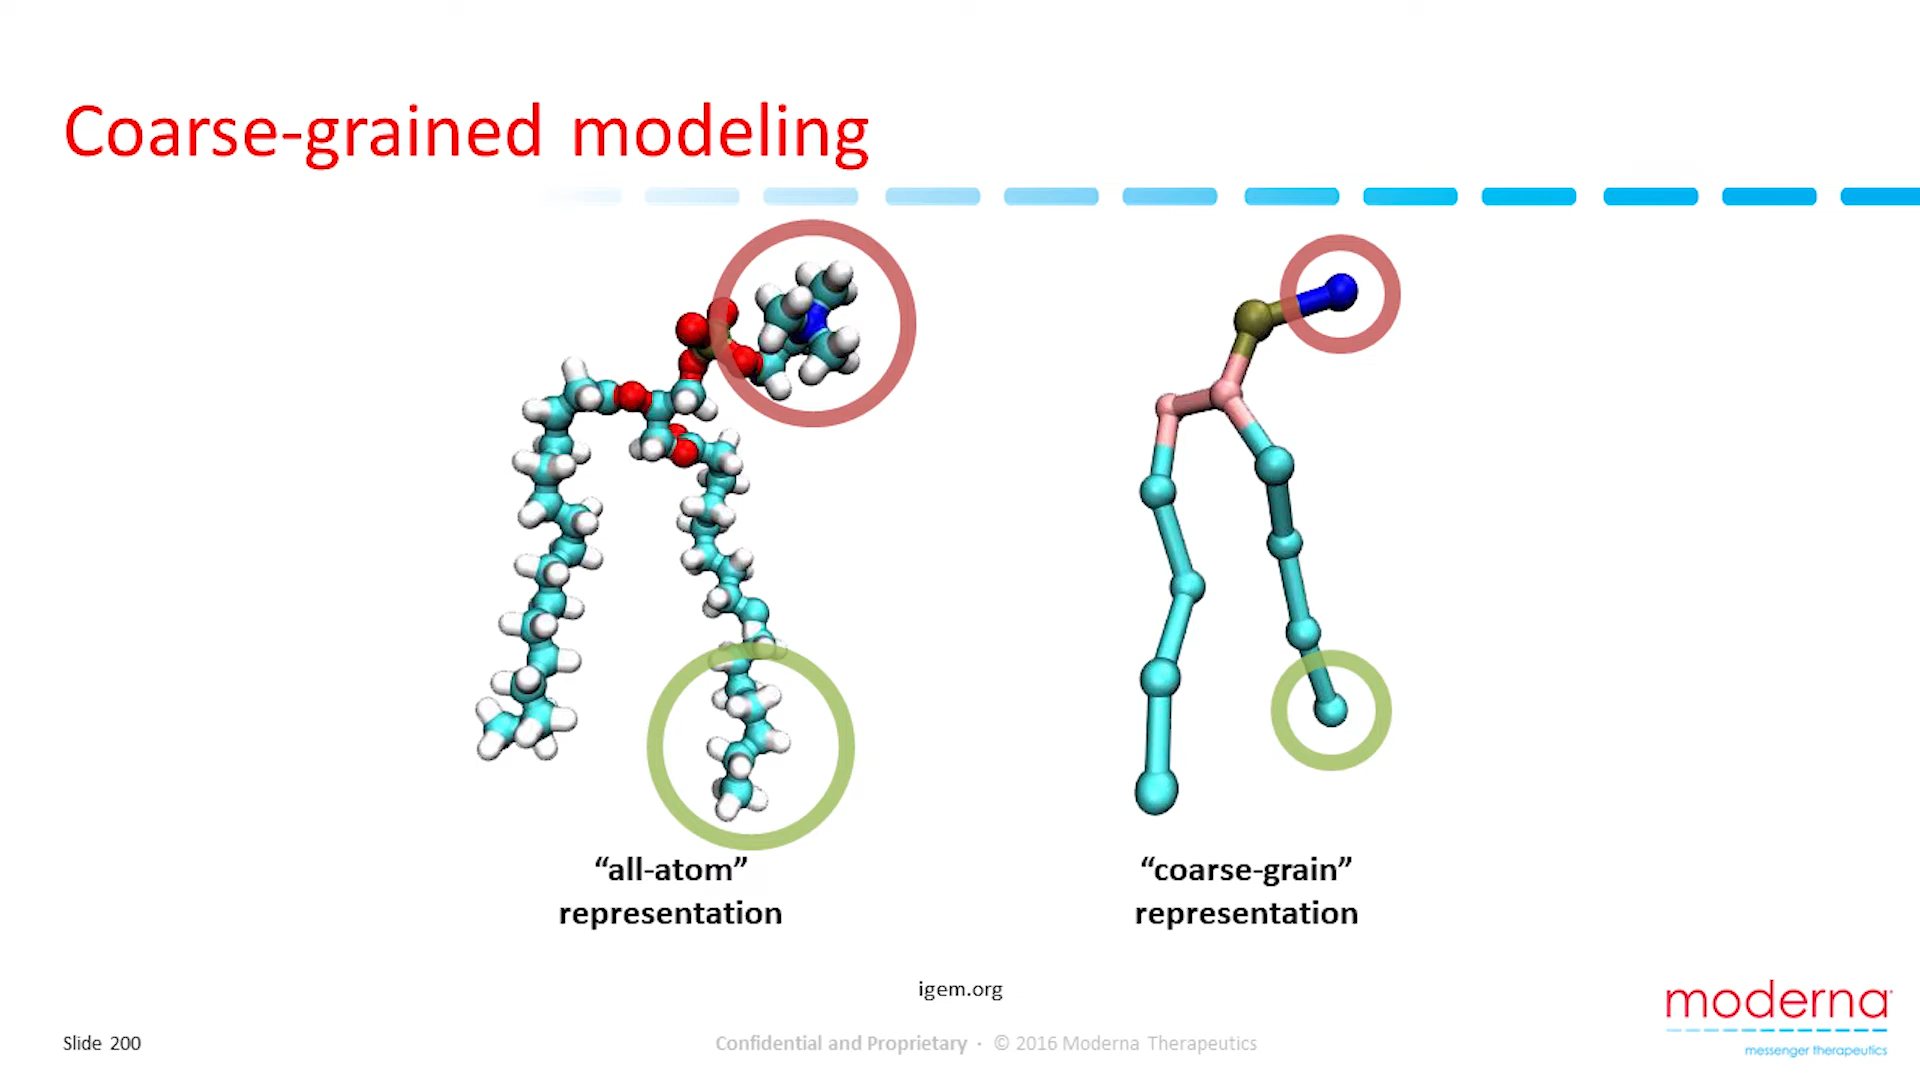 Coarse-grained modeling
“all-atom”
representation
“coarse-grain”
representation
igem.org
moderna
messenger therapeutics
Slide 200
Confidential and Proprietary · © 2016 Moderna Therapeutics